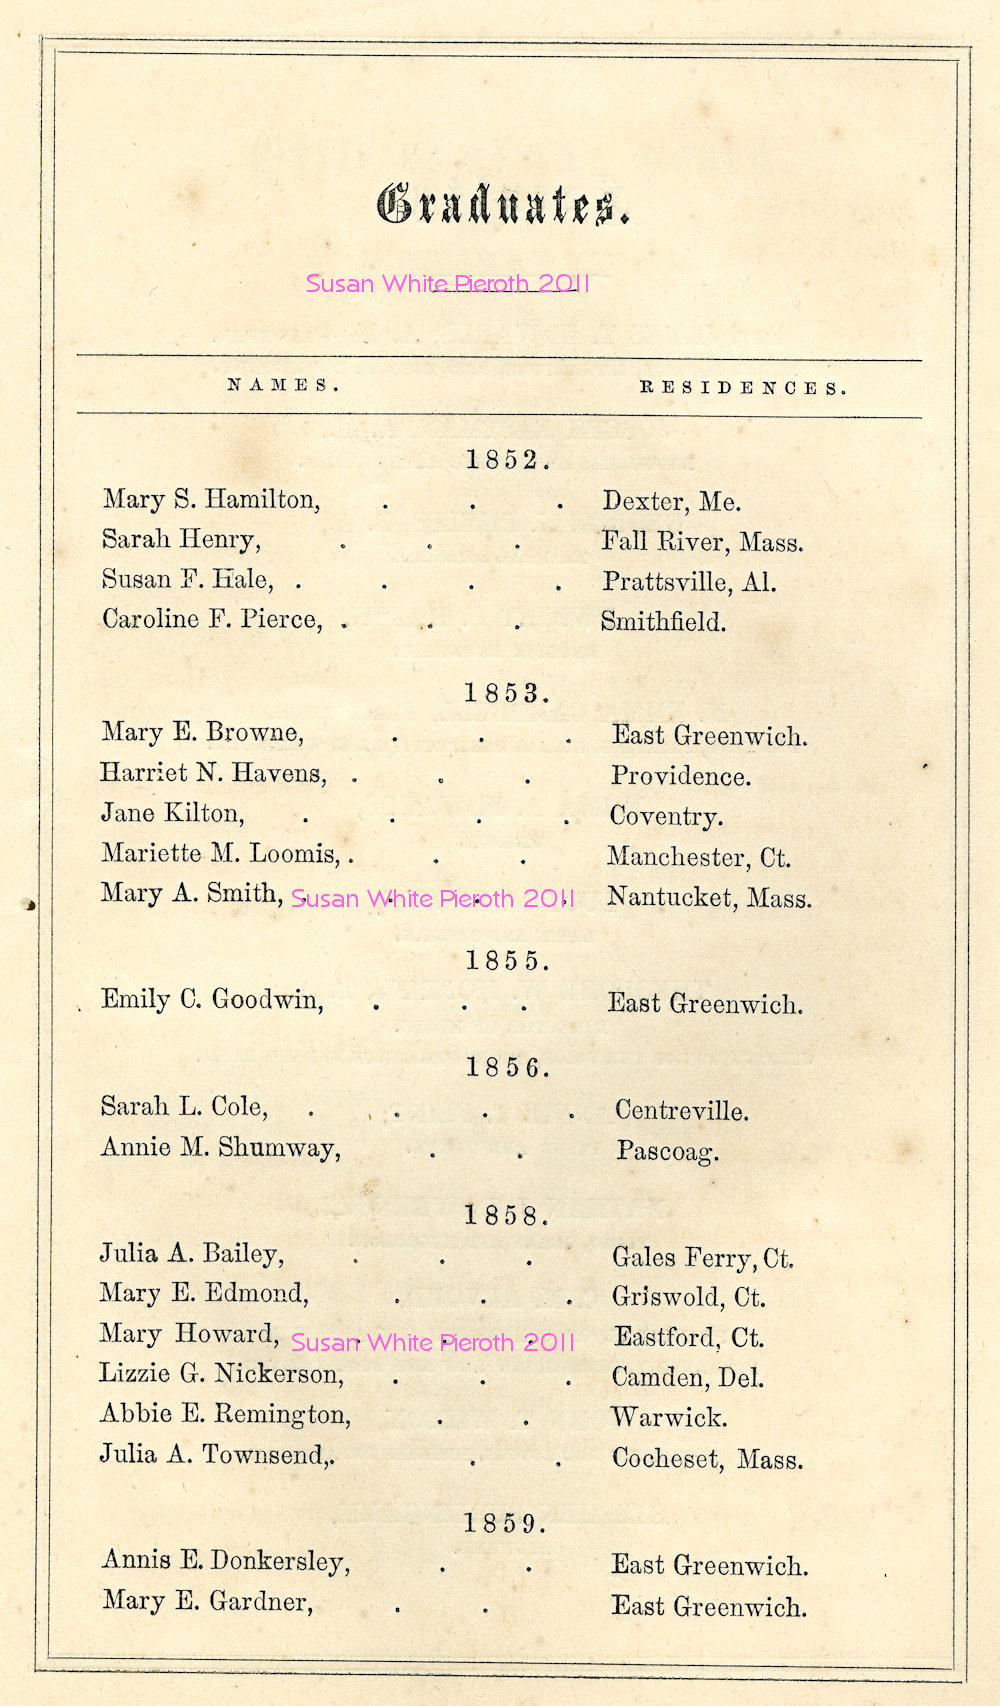 Graduates.
Susan White Pieroth 2011
NAMES. RESIDENCES.
1852.
Mary S. Hamilton, . . . Dexter, Me.
Sarah Henry, . . . Fall River, Mass.
Susan F. Hale, . . . . Prattsville, Al.
Caroline F. Pierce, . . . Smithfield.
1853.
Mary E. Browne, . . . East Greenwich.
Harriet N. Havens, . . . Providence.
Jane Kilton, . . . . Coventry.
Mariette M. Loomis, . . . Manchester, Ct.
Mary A. Smith, . . . . Nantucket, Mass.
Susan White Pieroth 2011
1855.
Emily C. Goodwin, . . . East Greenwich.
1856.
Sarah L. Cole, . . . . Centreville.
Annie M. Shumway, . . Pascoag.
1858.
Julia A. Bailey, . . . Gales Ferry, Ct.
Mary E. Edmond, . . . Griswold, Ct.
Mary Howard, . . . Eastford, Ct.
Susan White Pieroth 2011
Lizzie G. Nickerson, . . . Camden, Del.
Abbie E. Remington, . . Warwick.
Julia A. Townsend,. . . Cocheset, Mass.
1859.
Annis E. Donkersley, . . East Greenwich.
Mary E. Gardner, . . East Greenwich.